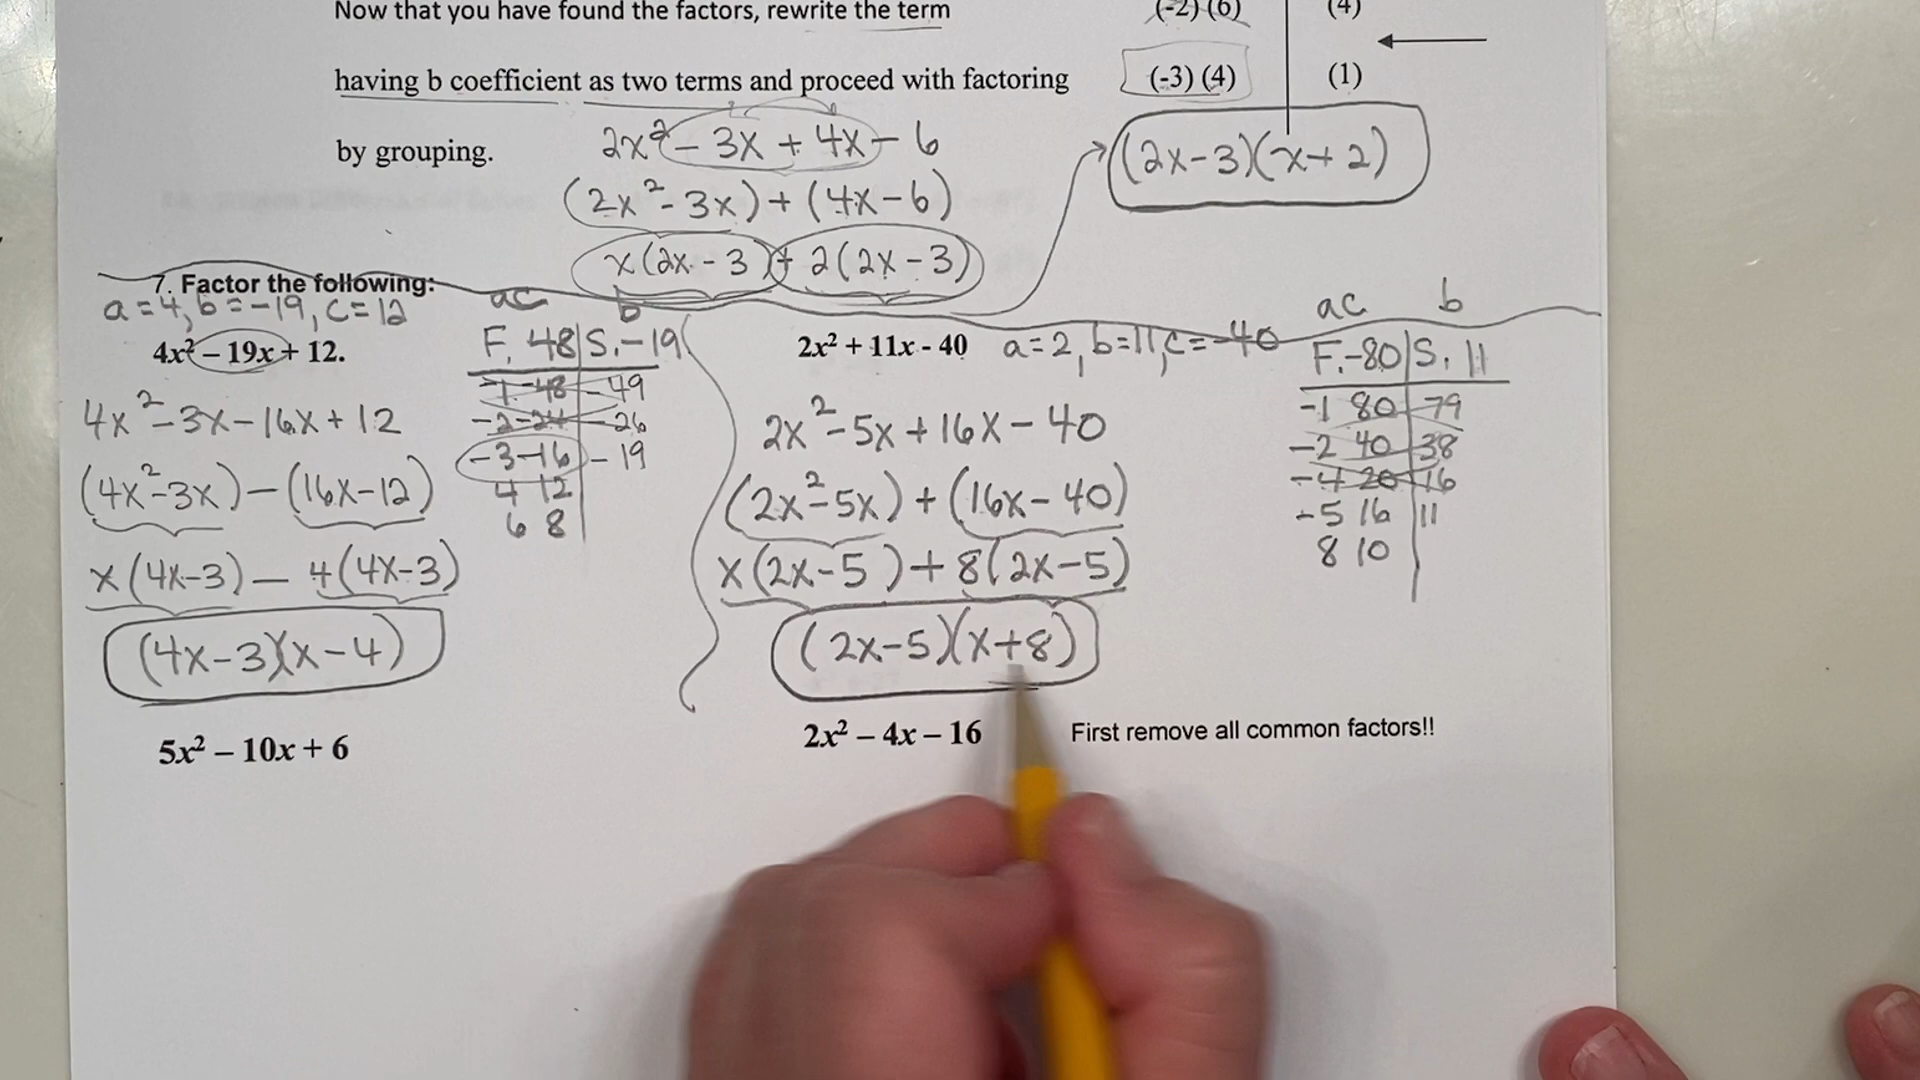 Now that you have found the factors, rewrite the term
(-2) (6) (4)
having b coefficient as two terms and proceed with factoring
(-3) (4) (1)
by grouping.
2x² - 3x + 4x - 6
(2x² - 3x) + (4x - 6)
x(2x - 3) + 2(2x - 3)
(2x-3)(x+2)
7. Factor the following:
a=4, b=-19, c=12
4x² – 19x + 12.
ac b
F. 48 S. -19
-1 -48 -49
-2 -24 -26
-3 -16 -19
4 12
6 8
4x² - 3x - 16x + 12
(4x² - 3x) - (16x - 12)
x(4x-3) - 4(4x-3)
(4x-3)(x-4)
2x² + 11x - 40
a=2, b=11, c=-40
ac b
F. -80 S. 11
-1 80 79
-2 40 38
-4 20 16
-5 16 11
8 10
2x² - 5x + 16x - 40
(2x² - 5x) + (16x - 40)
x(2x-5) + 8(2x-5)
(2x-5)(x+8)
5x² – 10x + 6
2x² – 4x – 16
First remove all common factors!!